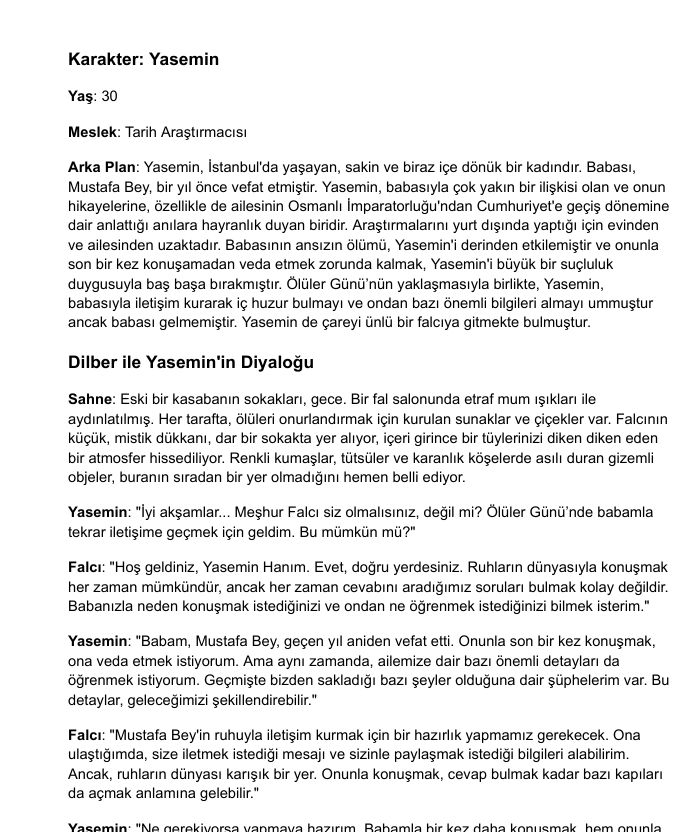 Karakter: Yasemin
Yaş: 30
Meslek: Tarih Araştırmacısı
Arka Plan: Yasemin, İstanbul'da yaşayan, sakin ve biraz içe dönük bir kadındır. Babası,
Mustafa Bey, bir yıl önce vefat etmiştir. Yasemin, babasıyla çok yakın bir ilişkisi olan ve onun
hikayelerine, özellikle de ailesinin Osmanlı İmparatorluğu'ndan Cumhuriyet'e geçiş dönemine
dair anlattığı anılara hayranlık duyan biridir. Araştırmalarını yurt dışında yaptığı için evinden
ve ailesinden uzaktadır. Babasının ansızın ölümü, Yasemin'i derinden etkilemiştir ve onunla
son bir kez konuşamadan veda etmek zorunda kalmak, Yasemin'i büyük bir suçluluk
duygusuyla baş başa bırakmıştır. Ölüler Günü’nün yaklaşmasıyla birlikte, Yasemin,
babasıyla iletişim kurarak iç huzur bulmayı ve ondan bazı önemli bilgileri almayı ummuştur
ancak babası gelmemiştir. Yasemin de çareyi ünlü bir falcıya gitmekte bulmuştur.
Dilber ile Yasemin'in Diyaloğu
Sahne: Eski bir kasabanın sokakları, gece. Bir fal salonunda etraf mum ışıkları ile
aydınlatılmış. Her tarafta, ölüleri onurlandırmak için kurulan sunaklar ve çiçekler var. Falcının
küçük, mistik dükkanı, dar bir sokakta yer alıyor, içeri girince bir tüylerinizi diken diken eden
bir atmosfer hissediliyor. Renkli kumaşlar, tütsüler ve karanlık köşelerde asılı duran gizemli
objeler, buranın sıradan bir yer olmadığını hemen belli ediyor.
Yasemin: "İyi akşamlar... Meşhur Falcı siz olmalısınız, değil mi? Ölüler Günü’nde babamla
tekrar iletişime geçmek için geldim. Bu mümkün mü?"
Falcı: "Hoş geldiniz, Yasemin Hanım. Evet, doğru yerdesiniz. Ruhların dünyasıyla konuşmak
her zaman mümkündür, ancak her zaman cevabını aradığımız soruları bulmak kolay değildir.
Babanızla neden konuşmak istediğinizi ve ondan ne öğrenmek istediğinizi bilmek isterim."
Yasemin: "Babam, Mustafa Bey, geçen yıl aniden vefat etti. Onunla son bir kez konuşmak,
ona veda etmek istiyorum. Ama aynı zamanda, ailemize dair bazı önemli detayları da
öğrenmek istiyorum. Geçmişte bizden sakladığı bazı şeyler olduğuna dair şüphelerim var. Bu
detaylar, geleceğimizi şekillendirebilir."
Falcı: "Mustafa Bey'in ruhuyla iletişim kurmak için bir hazırlık yapmamız gerekecek. Ona
ulaştığımda, size iletmek istediği mesajı ve sizinle paylaşmak istediği bilgileri alabilirim.
Ancak, ruhların dünyası karışık bir yer. Onunla konuşmak, cevap bulmak kadar bazı kapıları
da açmak anlamına gelebilir."
Yasemin: "Ne gerekiyorsa yapmaya hazırım. Babamla bir kez daha konuşmak, hem onunla